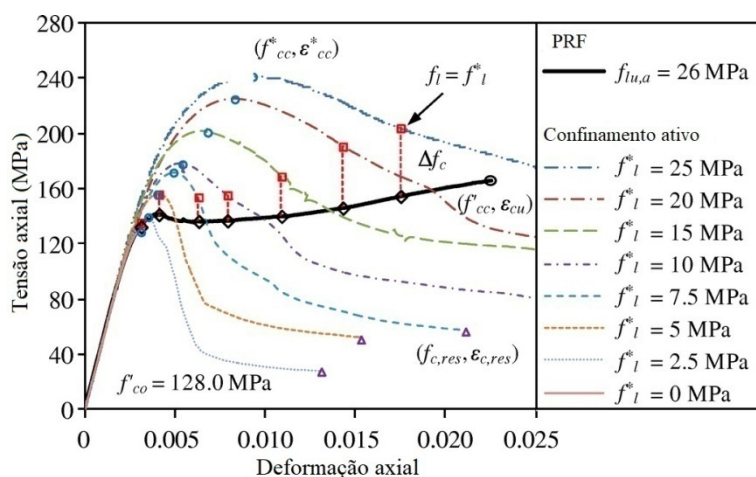 280
240
200
160
120
80
40
0
Tensão axial (MPa)
0
0.005
0.010
0.015
0.020
0.025
Deformação axial
(f*cc, ε*cc)
fl = f*l
Δfc
(f'cc, εcu)
(fc,res, εc,res)
f'co = 128.0 MPa
PRF
flu,a = 26 MPa
Confinamento ativo
f*l = 25 MPa
f*l = 20 MPa
f*l = 15 MPa
f*l = 10 MPa
f*l = 7.5 MPa
f*l = 5 MPa
f*l = 2.5 MPa
f*l = 0 MPa